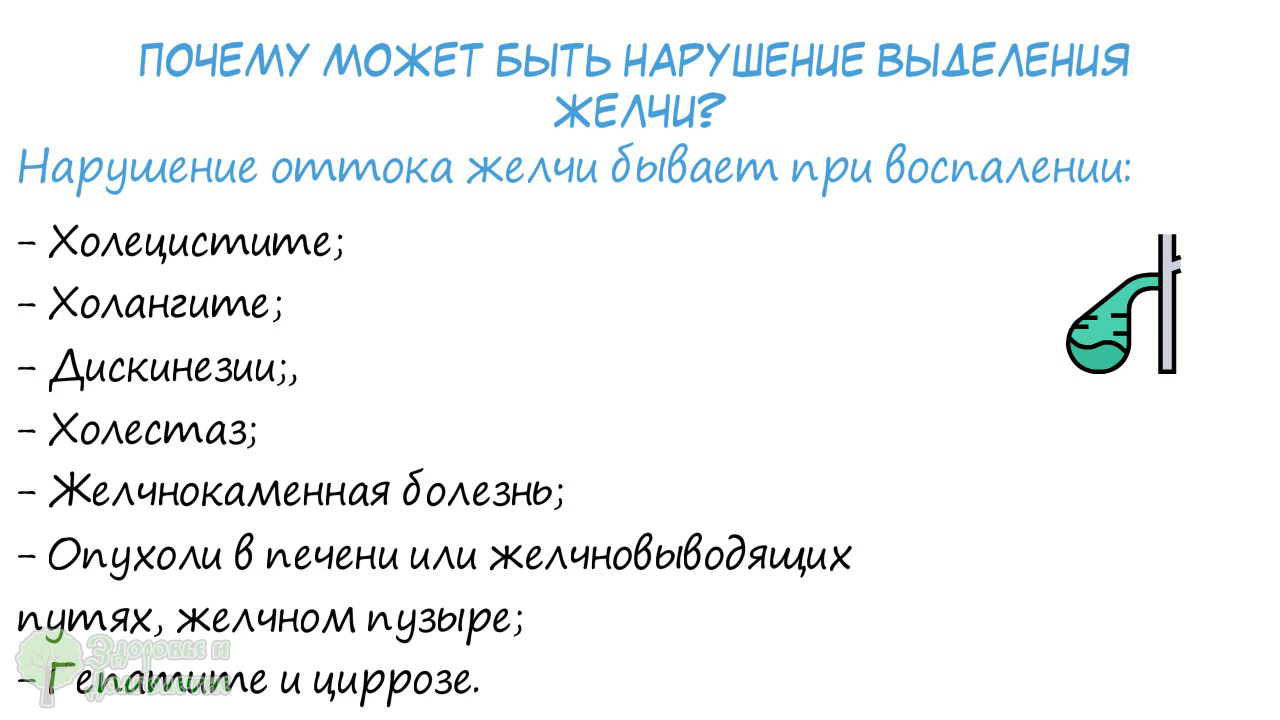 ПОЧЕМУ МОЖЕТ БЫТЬ НАРУШЕНИЕ ВЫДЕЛЕНИЯ
ЖЕЛЧИ?
Нарушение оттока желчи бывает при воспалении:
- Холецистите;
- Холангите;
- Дискинезии;,
- Холестаз;
- Желчнокаменная болезнь;
- Опухоли в печени или желчновыводящих
путях, желчном пузыре;
- Гепатите и циррозе.
Здоровье и